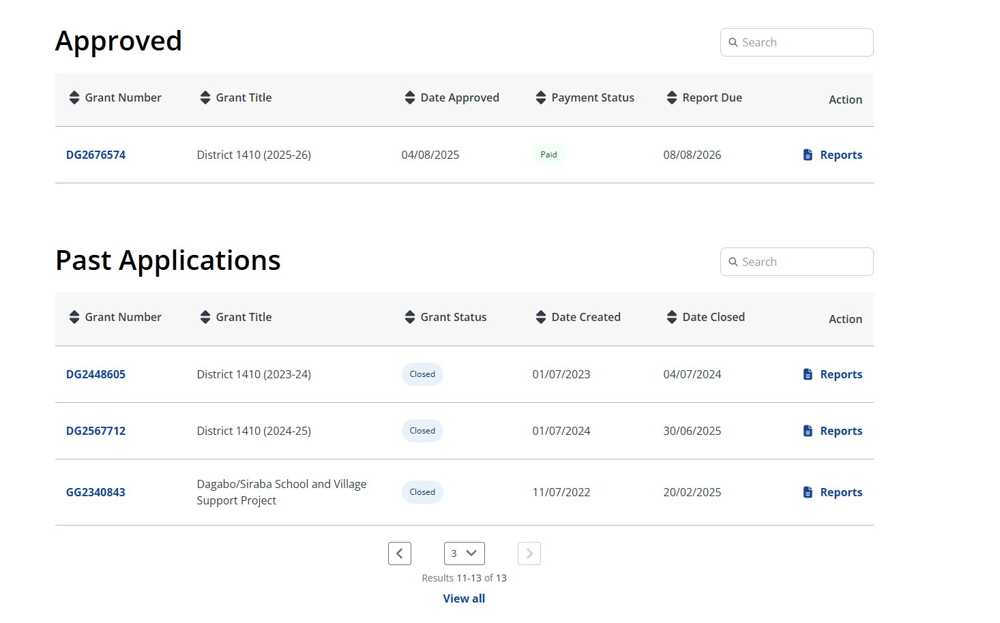 Approved
Search
Grant Number Grant Title Date Approved Payment Status Report Due Action
DG2676574 District 1410 (2025-26) 04/08/2025 Paid 08/08/2026 Reports
Past Applications
Search
Grant Number Grant Title Grant Status Date Created Date Closed Action
DG2448605 District 1410 (2023-24) Closed 01/07/2023 04/07/2024 Reports
DG2567712 District 1410 (2024-25) Closed 01/07/2024 30/06/2025 Reports
GG2340843 Dagabo/Siraba School and Village
Support Project Closed 11/07/2022 20/02/2025 Reports
3
Results 11-13 of 13
View all